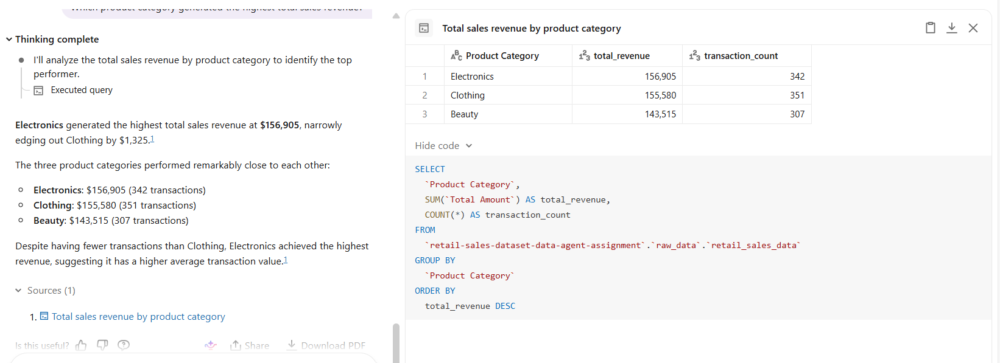 Which product category generated the highest total sales revenue?
Thinking complete
I'll analyze the total sales revenue by product category to identify the top
performer.
Executed query
Electronics generated the highest total sales revenue at $156,905, narrowly
edging out Clothing by $1,325.1
The three product categories performed remarkably close to each other:
Electronics: $156,905 (342 transactions)
Clothing: $155,580 (351 transactions)
Beauty: $143,515 (307 transactions)
Despite having fewer transactions than Clothing, Electronics achieved the highest
revenue, suggesting it has a higher average transaction value.1
Sources (1)
1. Total sales revenue by product category
Is this useful? Share Download PDF
Total sales revenue by product category
ABC Product Category 123 total_revenue 123 transaction_count
1 Electronics 156,905 342
2 Clothing 155,580 351
3 Beauty 143,515 307
Hide code
SELECT
`Product Category`,
SUM(`Total Amount`) AS total_revenue,
COUNT(*) AS transaction_count
FROM
`retail-sales-dataset-data-agent-assignment`.`raw_data`.`retail_sales_data`
GROUP BY
`Product Category`
ORDER BY
total_revenue DESC